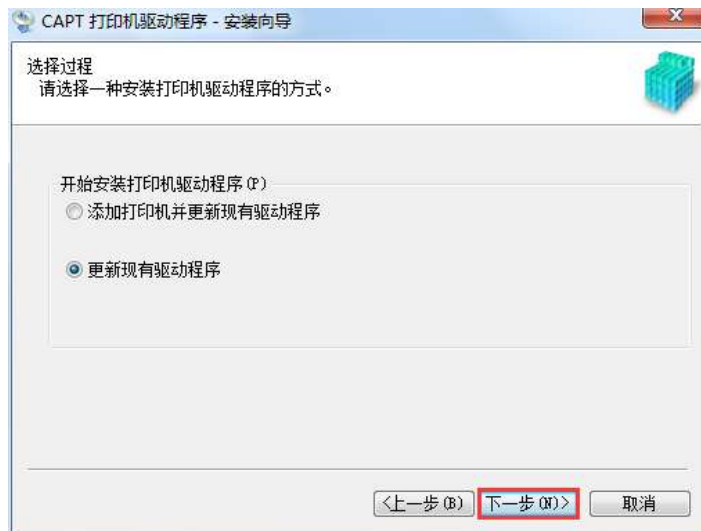 CAPT 打印机驱动程序 - 安装向导
选择过程
请选择一种安装打印机驱动程序的方式。
开始安装打印机驱动程序(P)
添加打印机并更新现有驱动程序
更新现有驱动程序
<上一步(B) 下一步(N)> 取消